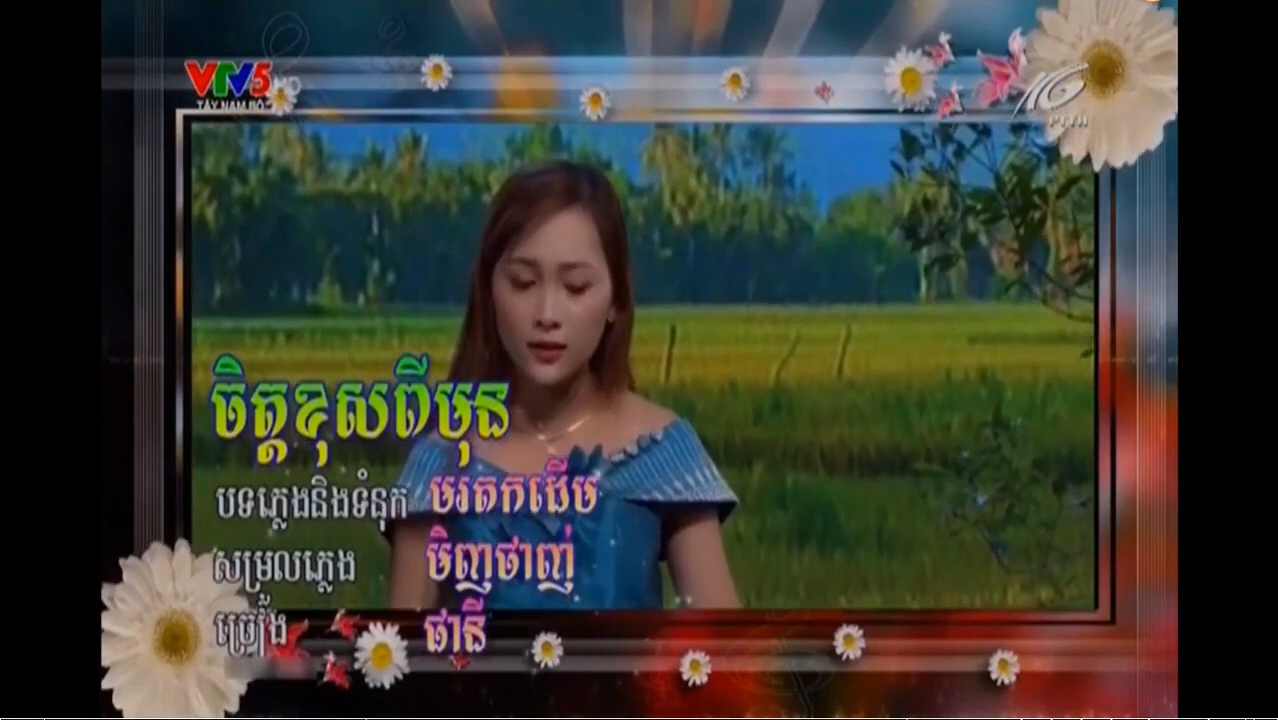 VTV5
TÂY NAM BỘ
PTTH
ចិត្តខុសពីមុន
បទភ្លេងនិងទំនុក មរតកដើម
សម្រួលភ្លេង មិញថាញ់
ច្រៀង ផានី